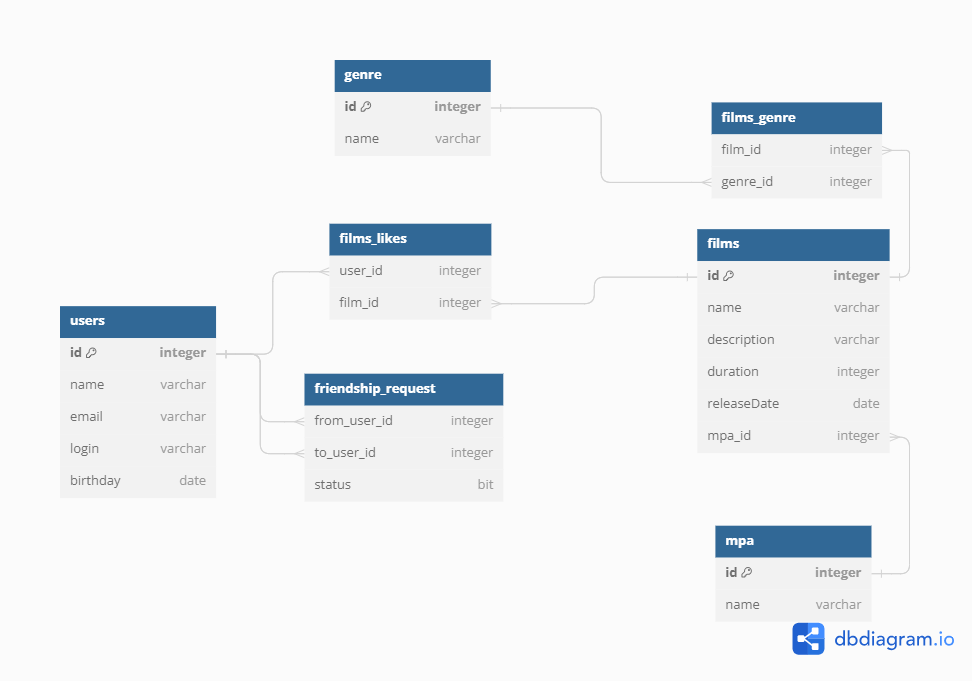 genre
id integer
name varchar
films_genre
film_id integer
genre_id integer
films_likes
user_id integer
film_id integer
films
id integer
name varchar
description varchar
duration integer
releaseDate date
mpa_id integer
users
id integer
name varchar
email varchar
login varchar
birthday date
friendship_request
from_user_id integer
to_user_id integer
status bit
mpa
id integer
name varchar
dbdiagram.io